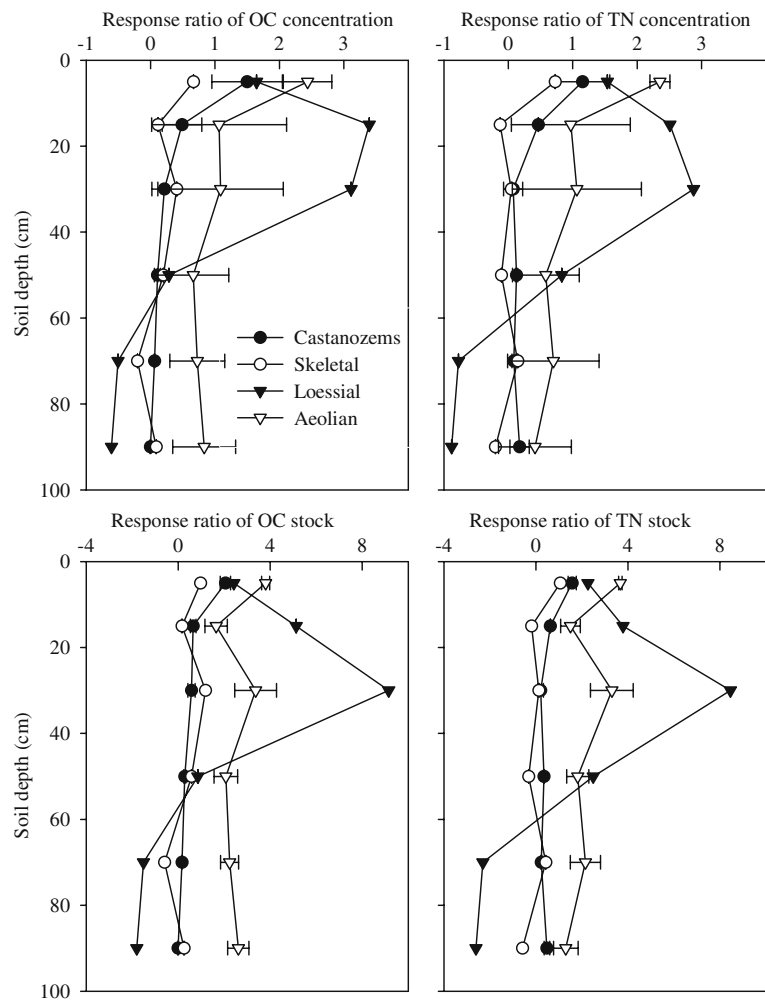 Response ratio of OC concentration
Response ratio of TN concentration
-1 0 1 2 3
-1 0 1 2 3
0
20
40
60
80
100
Soil depth (cm)
Castanozems
Skeletal
Loessial
Aeolian
Response ratio of OC stock
Response ratio of TN stock
-4 0 4 8
-4 0 4 8
0
20
40
60
80
100
Soil depth (cm)